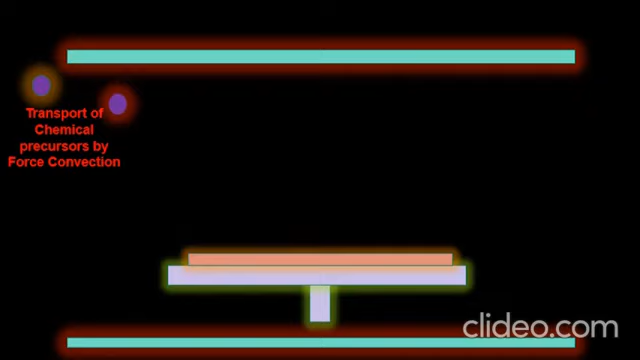 Transport of
Chemical
precursors by
Force Convection
clideo.com